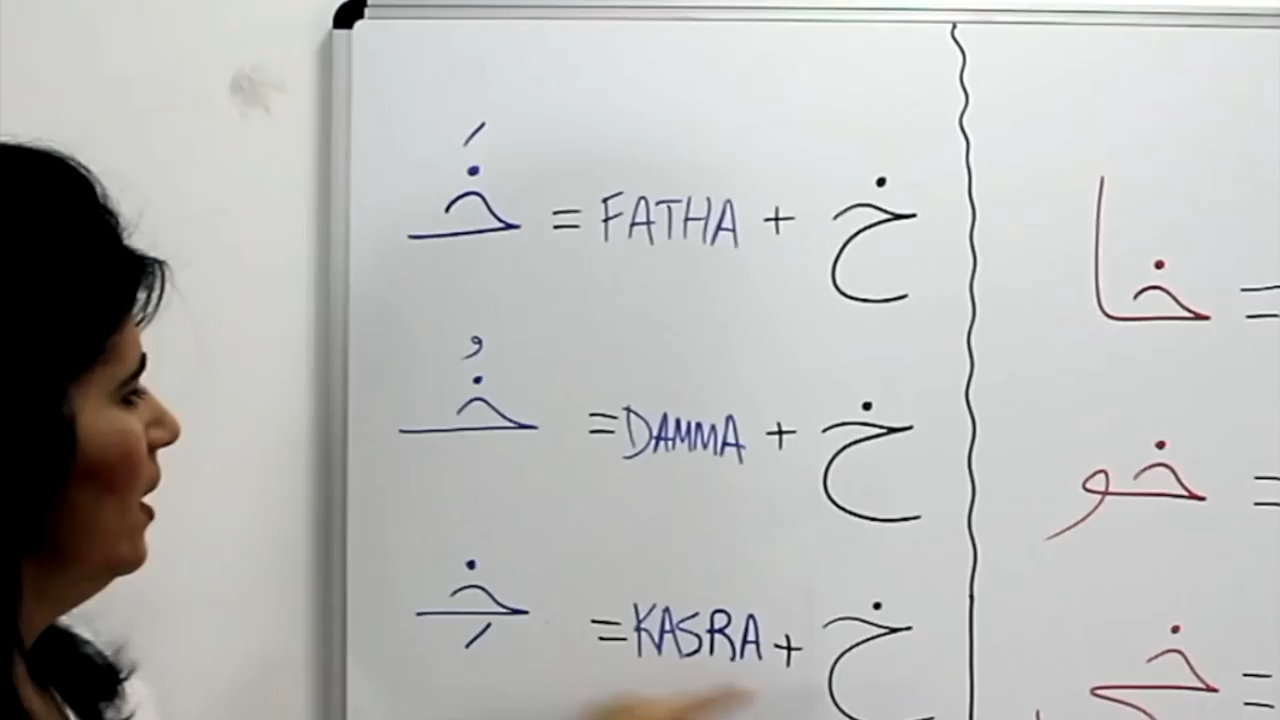 خ + FATHA = خَـ
خ + DAMMA = خُـ
خ + KASRA = خِـ
= خا
= خو
= خي